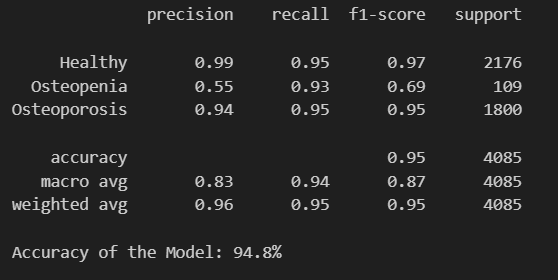 precision recall f1-score support
Healthy 0.99 0.95 0.97 2176
Osteopenia 0.55 0.93 0.69 109
Osteoporosis 0.94 0.95 0.95 1800
accuracy 0.95 4085
macro avg 0.83 0.94 0.87 4085
weighted avg 0.96 0.95 0.95 4085
Accuracy of the Model: 94.8%